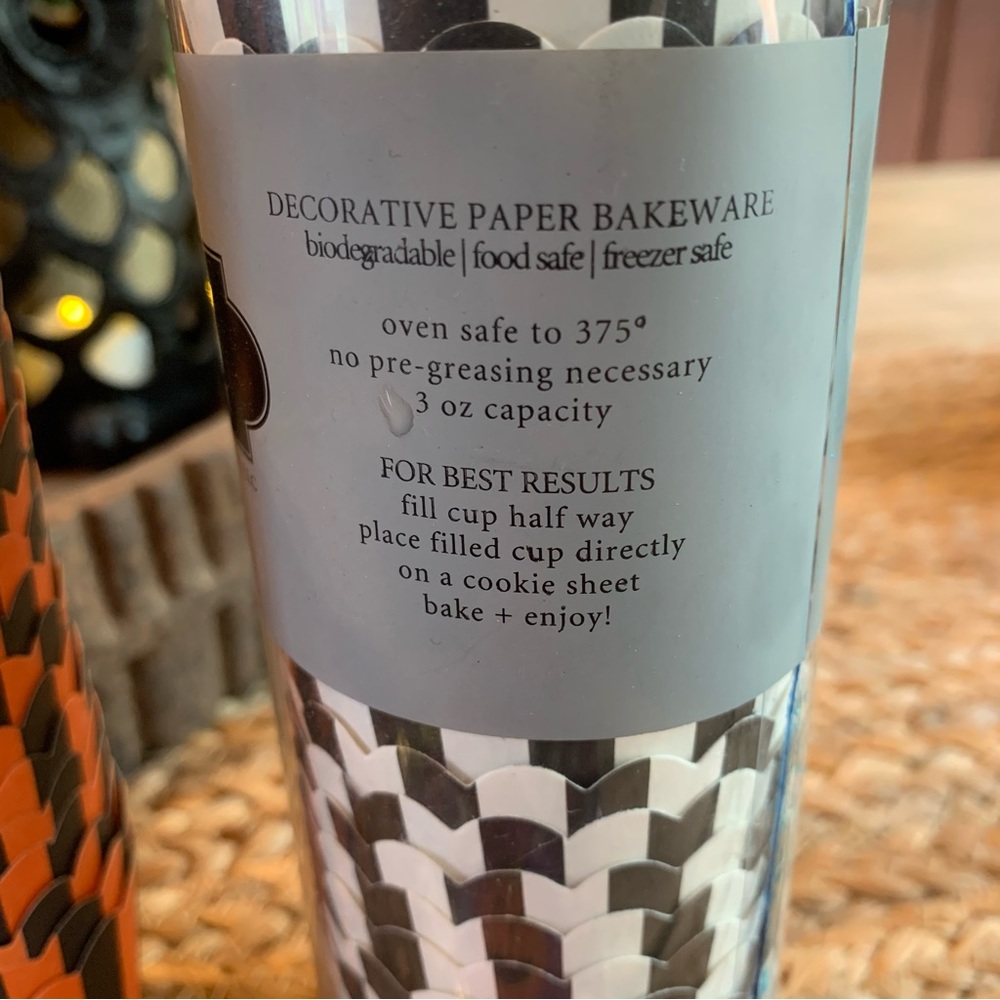 DECORATIVE PAPER BAKEWARE
biodegradable | food safe | freezer safe
oven safe to 375°
no pre-greasing necessary
3 oz capacity
FOR BEST RESULTS
fill cup half way
place filled cup directly
on a cookie sheet
bake + enjoy!